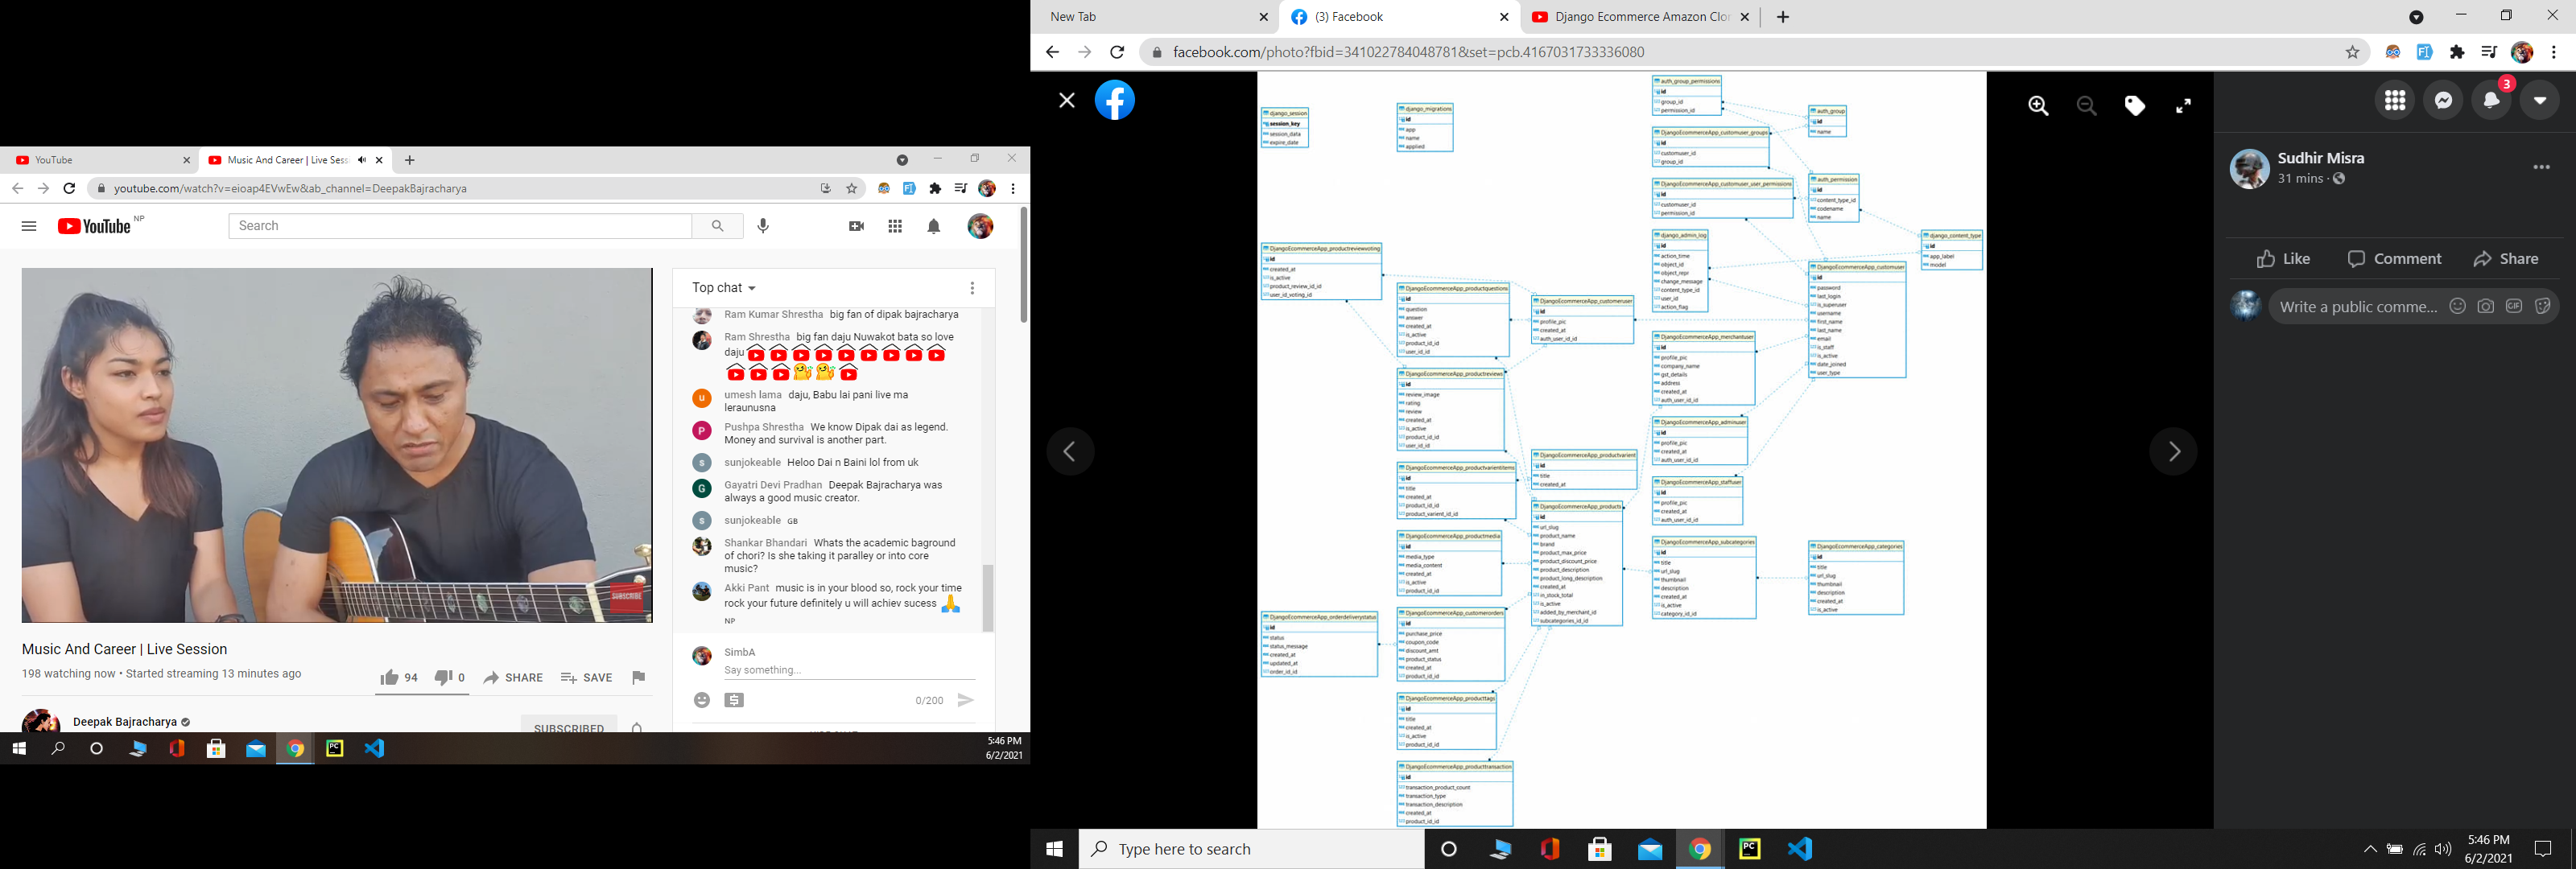 YouTube
Music And Career | Live Sess
youtube.com/watch?v=eioap4EVwEw&ab_channel=DeepakBajracharya
YouTube NP
Search
SUBSCRIBE
Music And Career | Live Session
198 watching now • Started streaming 13 minutes ago
94
0
SHARE
SAVE
Deepak Bajracharya
SUBSCRIBED
Top chat
Ram Kumar Shrestha big fan of dipak bajracharya
Ram Shrestha big fan daju Nuwakot bata so love
daju
umesh lama daju, Babu lai pani live ma
leraunusna
Pushpa Shrestha We know Dipak dai as legend.
Money and survival is another part.
sunjokeable Heloo Dai n Baini lol from uk
Gayatri Devi Pradhan Deepak Bajracharya was
always a good music creator.
sunjokeable GB
Shankar Bhandari Whats the academic baground
of chori? Is she taking it paralley or into core
music?
Akki Pant music is in your blood so, rock your time
rock your future definitely u will achiev sucess
NP
SimbA
Say something...
0/200
5:46 PM
6/2/2021
New Tab
(3) Facebook
Django Ecommerce Amazon Clo
facebook.com/photo?fbid=341022784048781&set=pcb.4167031733336080
django_session
session_key
session_data
expire_date
django_migrations
id
app
name
applied
auth_group_permissions
id
group_id
permission_id
auth_group
id
name
DjangoEcommerceApp_customuser_groups
id
customuser_id
group_id
DjangoEcommerceApp_customuser_user_permissions
id
customuser_id
permission_id
auth_permission
id
content_type_id
codename
name
django_admin_log
id
action_time
object_id
object_repr
change_message
content_type_id
user_id
action_flag
django_content_type
id
app_label
model
DjangoEcommerceApp_productreviewvoting
id
created_at
is_active
product_review_id_id
user_id_voting_id
DjangoEcommerceApp_productquestions
id
question
answer
created_at
is_active
product_id_id
user_id_id
DjangoEcommerceApp_customeruser
id
profile_pic
created_at
auth_user_id_id
DjangoEcommerceApp_customuser
id
password
last_login
is_superuser
username
first_name
last_name
email
is_staff
is_active
date_joined
user_type
DjangoEcommerceApp_merchantuser
id
profile_pic
company_name
gst_details
address
created_at
auth_user_id_id
DjangoEcommerceApp_productreviews
id
review_image
rating
review
created_at
is_active
product_id_id
user_id_id
DjangoEcommerceApp_adminuser
id
profile_pic
created_at
auth_user_id_id
DjangoEcommerceApp_productvarient
id
title
created_at
DjangoEcommerceApp_productvarientitems
id
title
created_at
product_id_id
product_varient_id_id
DjangoEcommerceApp_staffuser
id
profile_pic
created_at
auth_user_id_id
DjangoEcommerceApp_products
id
url_slug
product_name
brand
product_max_price
product_discount_price
product_description
product_long_description
created_at
in_stock_total
is_active
added_by_merchant_id
subcategories_id_id
DjangoEcommerceApp_productmedia
id
media_type
media_content
created_at
is_active
product_id_id
DjangoEcommerceApp_subcategories
id
title
url_slug
thumbnail
description
created_at
is_active
category_id_id
DjangoEcommerceApp_categories
id
title
url_slug
thumbnail
description
created_at
is_active
DjangoEcommerceApp_orderdeliverystatus
id
status
status_message
created_at
updated_at
order_id_id
DjangoEcommerceApp_customerorders
id
purchase_price
coupon_code
discount_amt
product_status
created_at
product_id_id
DjangoEcommerceApp_producttags
id
title
created_at
is_active
product_id_id
DjangoEcommerceApp_producttransaction
id
transaction_product_count
transaction_type
transaction_description
created_at
product_id_id
3
Sudhir Misra
31 mins
Like
Comment
Share
Write a public comme...
GIF
Type here to search
5:46 PM
6/2/2021